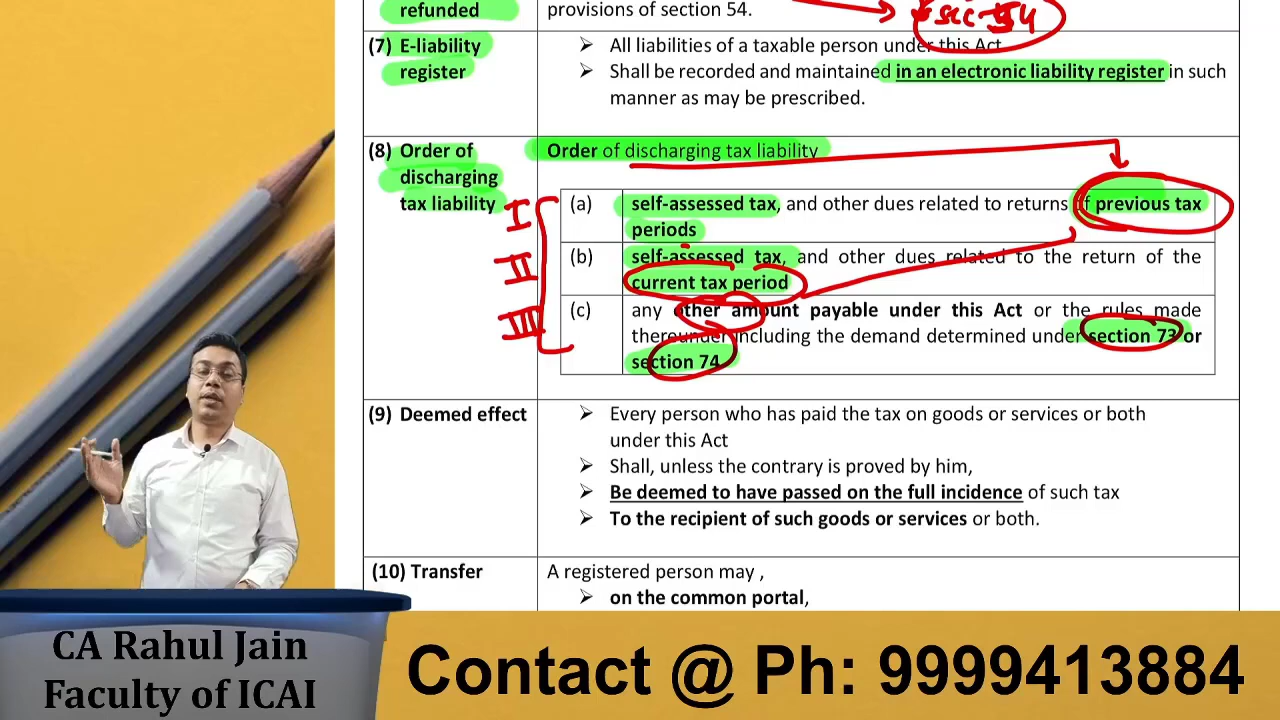 refunded
provisions of section 54.
sec 54
(7) E-liability register
➢ All liabilities of a taxable person under this Act
➢ Shall be recorded and maintained in an electronic liability register in such
manner as may be prescribed.
(8) Order of discharging tax liability
Order of discharging tax liability
I
(a) self-assessed tax, and other dues related to returns of previous tax
periods
II
(b) self-assessed tax, and other dues related to the return of the
current tax period
III
(c) any other amount payable under this Act or the rules made
thereunder including the demand determined under section 73 or
section 74
(9) Deemed effect
➢ Every person who has paid the tax on goods or services or both
under this Act
➢ Shall, unless the contrary is proved by him,
➢ Be deemed to have passed on the full incidence of such tax
➢ To the recipient of such goods or services or both.
(10) Transfer
A registered person may ,
➢ on the common portal,
CA Rahul Jain
Faculty of ICAI
Contact @ Ph: 9999413884